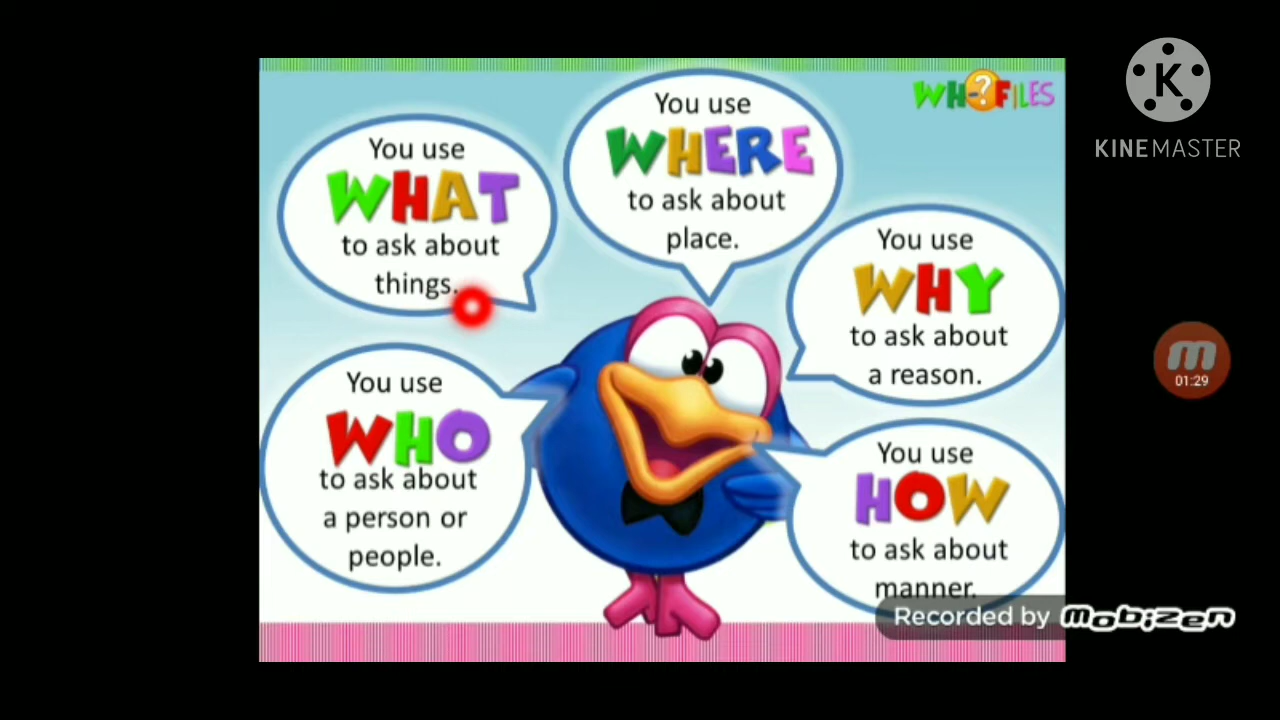 You use
WHAT
to ask about
things.
You use
WHERE
to ask about
place.
WH-?FILES
You use
WHY
to ask about
a reason.
You use
WHO
to ask about
a person or
people.
You use
HOW
to ask about
manner.
K
KINEMASTER
m
01:29
Recorded by mobizen